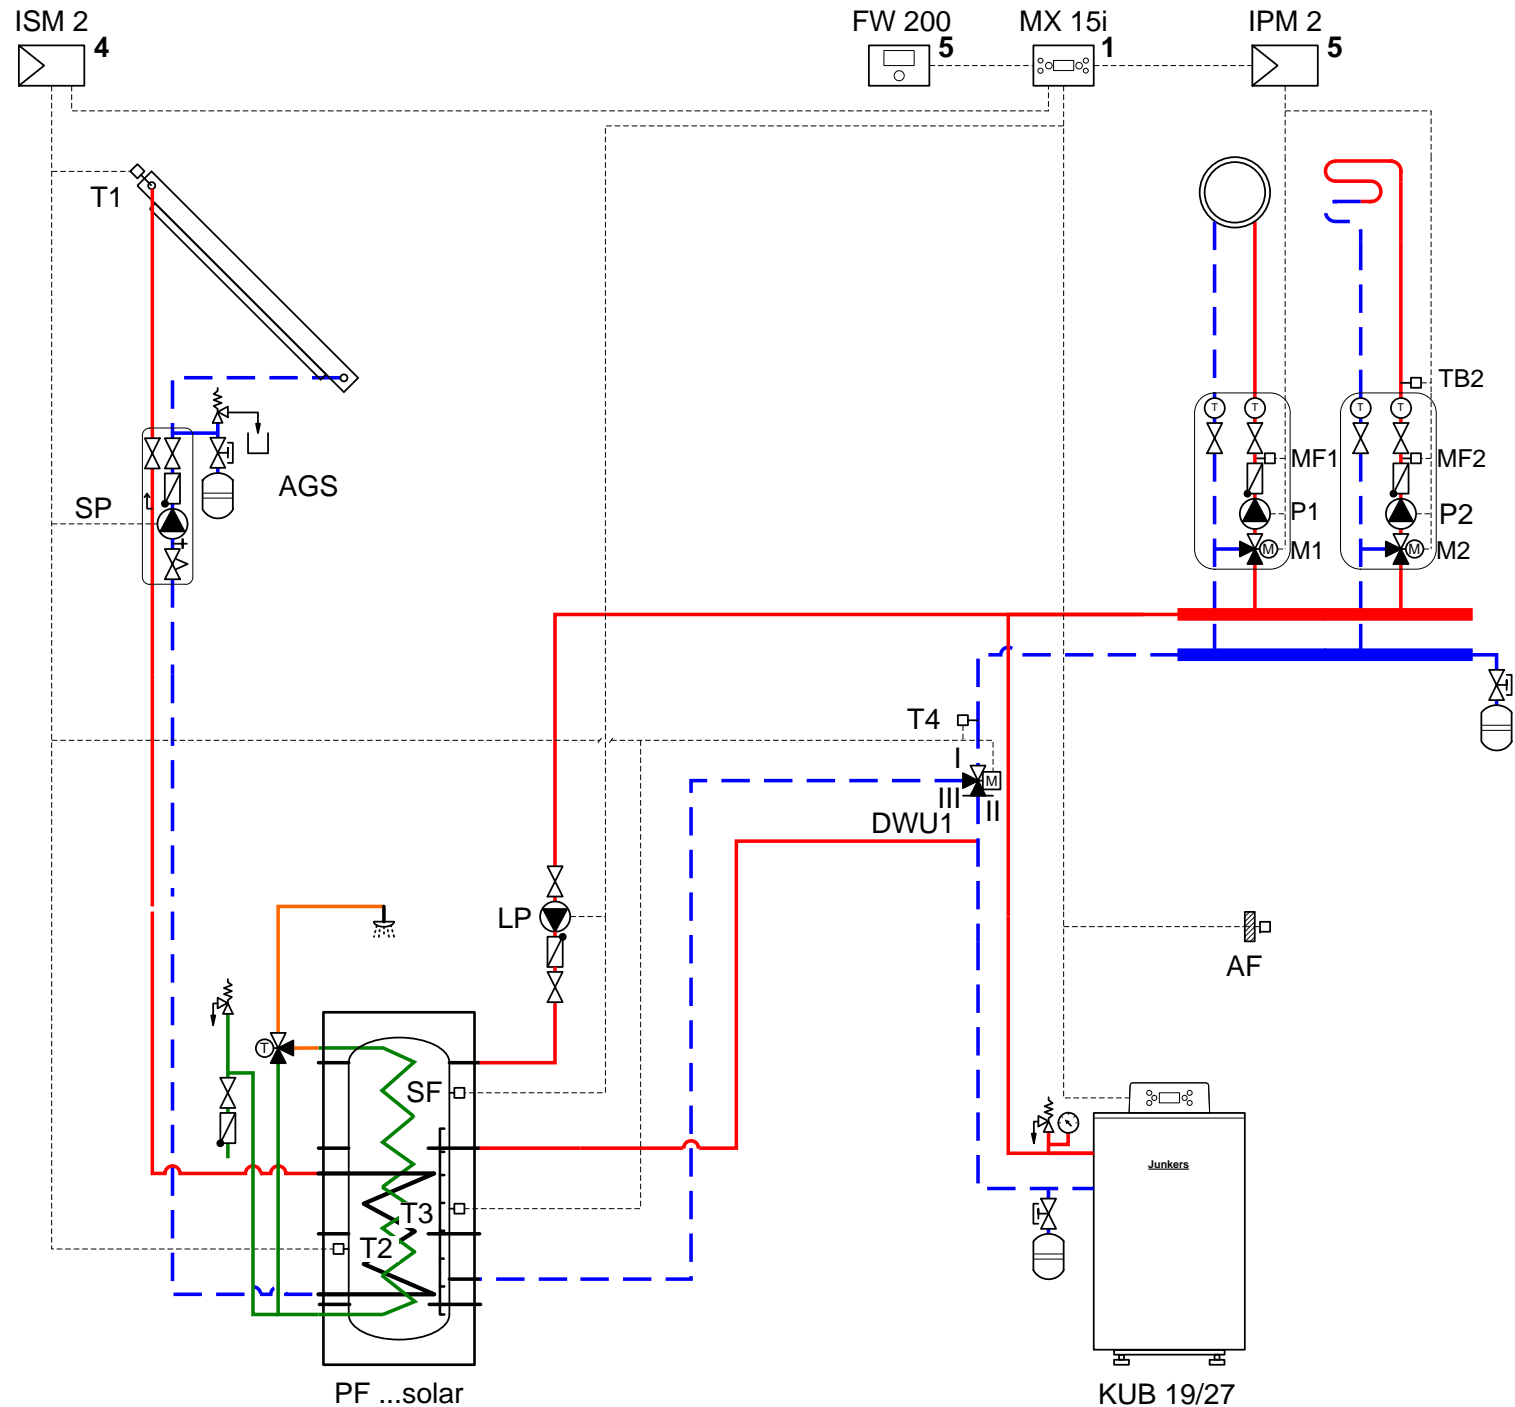 ISM 2
4
FW 200
5
MX 15i
1
IPM 2
5
T1
TB2
T
T
T
T
MF1
MF2
AGS
SP
P1
P2
M
M1
M
M2
T4
I
M
III
II
DWU1
LP
AF
T
SF
Junkers
T3
T2
PF ...solar
KUB 19/27